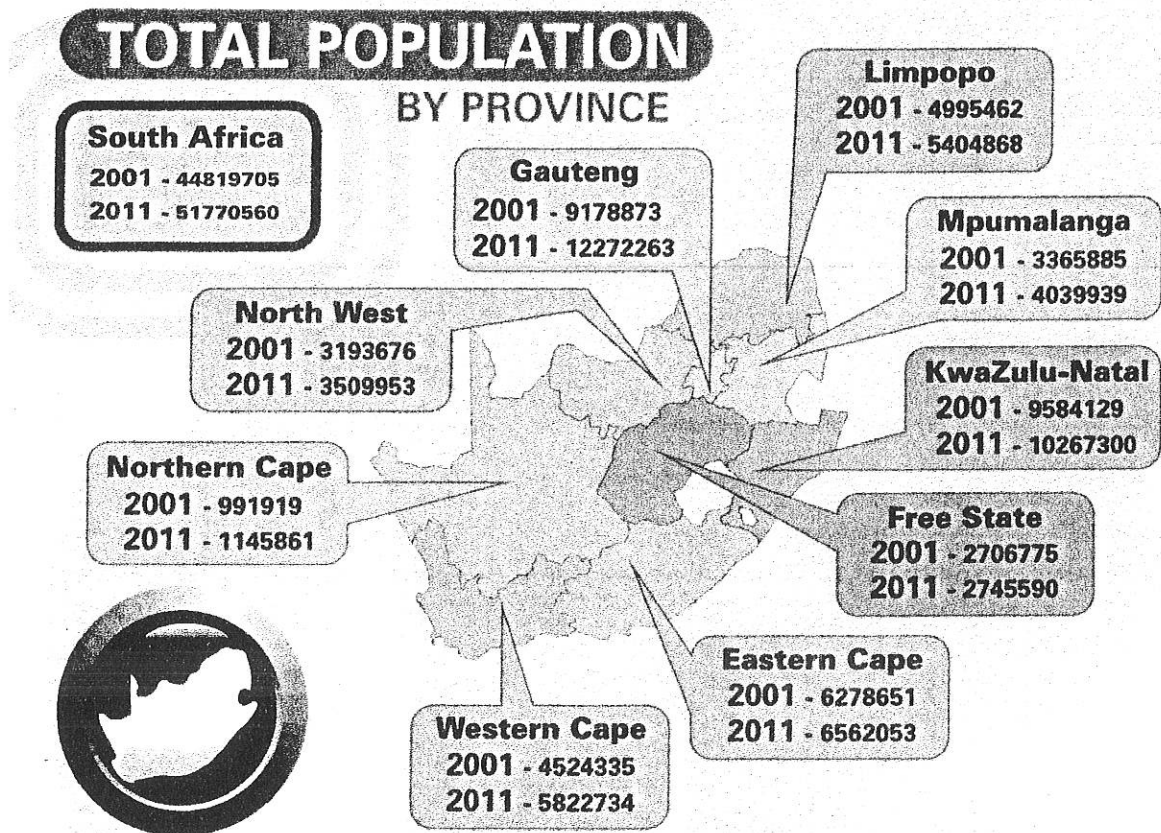 TOTAL POPULATION
BY PROVINCE
South Africa
2001 - 44819705
2011 - 51770560
Limpopo
2001 - 4995462
2011 - 5404868
Gauteng
2001 - 9178873
2011 - 12272263
Mpumalanga
2001 - 3365885
2011 - 4039939
North West
2001 - 3193676
2011 - 3509953
KwaZulu-Natal
2001 - 9584129
2011 - 10267300
Northern Cape
2001 - 991919
2011 - 1145861
Free State
2001 - 2706775
2011 - 2745590
Eastern Cape
2001 - 6278651
2011 - 6562053
Western Cape
2001 - 4524335
2011 - 5822734